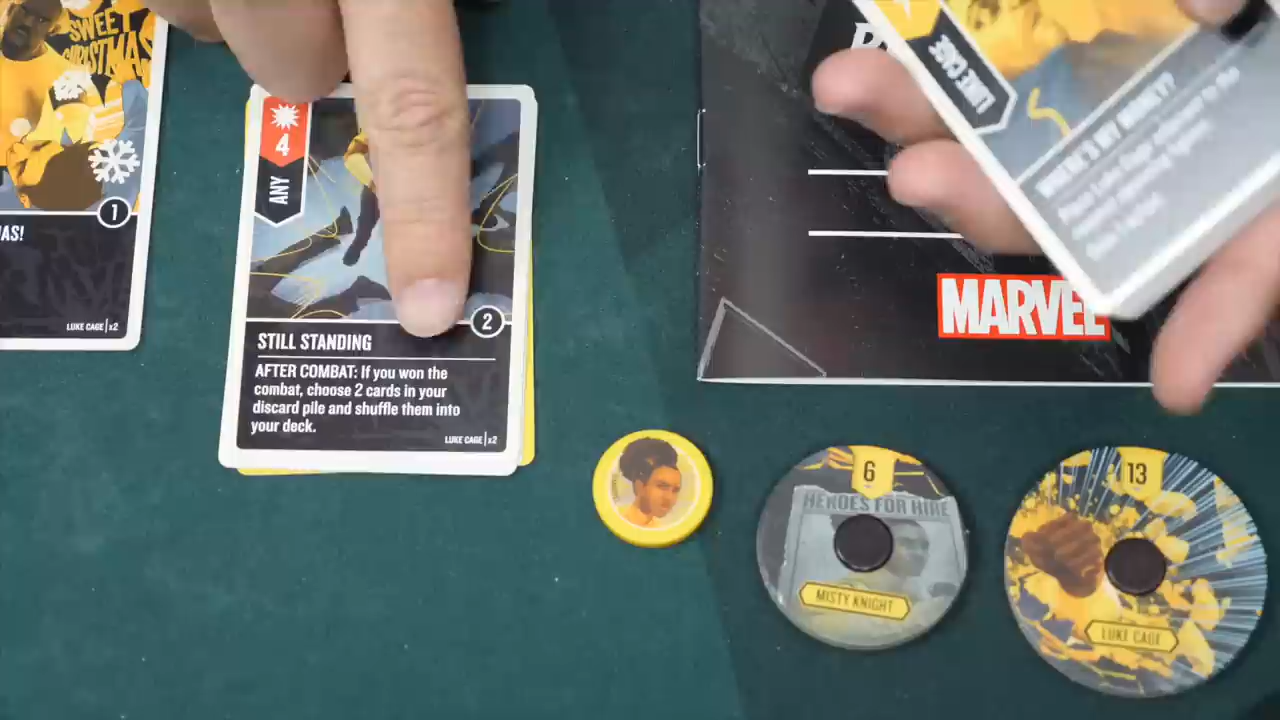 SWEET
CHRISTMAS
1
AS!
LUKE CAGE x2
4
ANY
2
STILL STANDING
AFTER COMBAT: If you won the
combat, choose 2 cards in your
discard pile and shuffle them into
your deck.
LUKE CAGE x2
LUKE CAGE
MARVEL
6
HEROES FOR HIRE
MISTY KNIGHT
13
LUKE CAGE